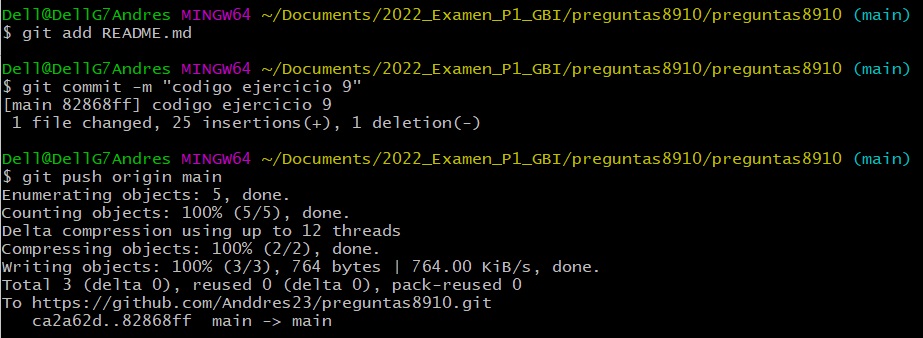 Dell@DellG7Andres MINGW64 ~/Documents/2022_Examen_P1_GBI/preguntas8910/preguntas8910 (main)
$ git add README.md
Dell@DellG7Andres MINGW64 ~/Documents/2022_Examen_P1_GBI/preguntas8910/preguntas8910 (main)
$ git commit -m "codigo ejercicio 9"
[main 82868ff] codigo ejercicio 9
 1 file changed, 25 insertions(+), 1 deletion(-)
Dell@DellG7Andres MINGW64 ~/Documents/2022_Examen_P1_GBI/preguntas8910/preguntas8910 (main)
$ git push origin main
Enumerating objects: 5, done.
Counting objects: 100% (5/5), done.
Delta compression using up to 12 threads
Compressing objects: 100% (2/2), done.
Writing objects: 100% (3/3), 764 bytes | 764.00 KiB/s, done.
Total 3 (delta 0), reused 0 (delta 0), pack-reused 0
To https://github.com/Anddres23/preguntas8910.git
   ca2a62d..82868ff  main -> main